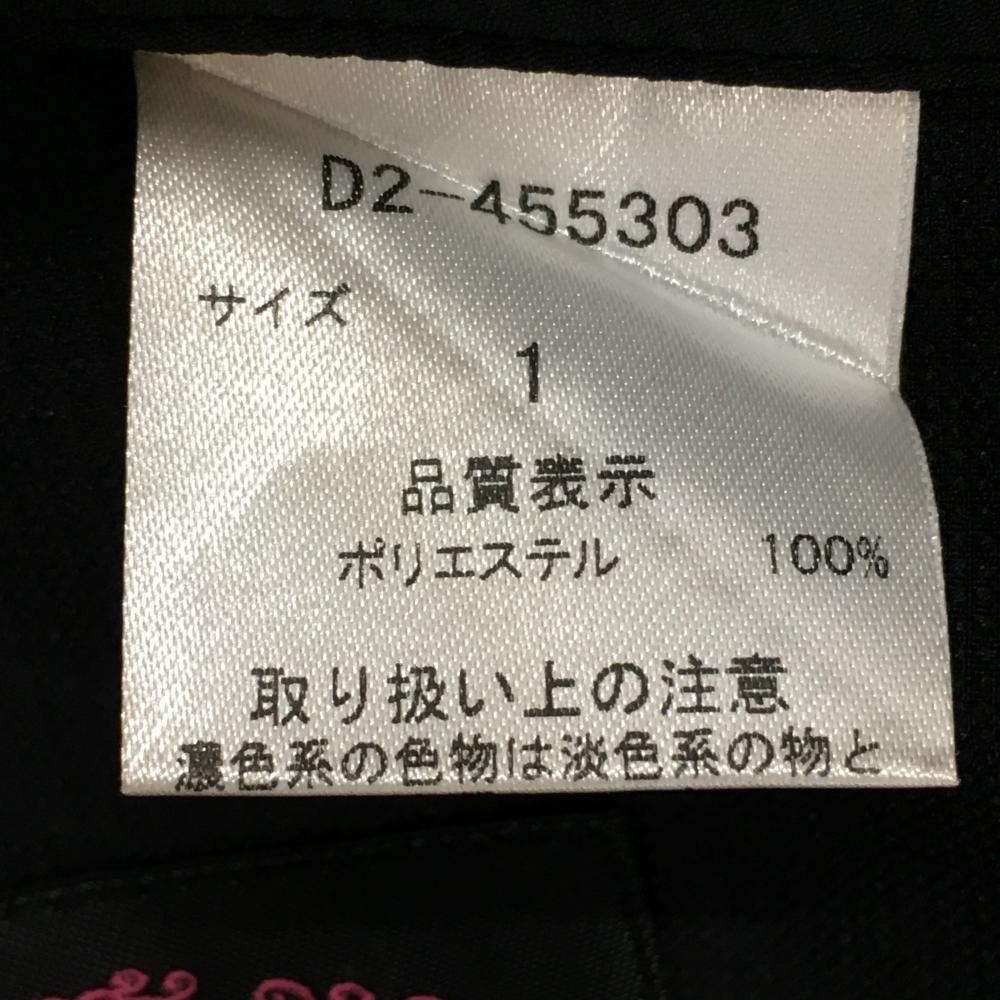 D2-455303
サイズ
1
品質表示
ポリエステル 100%
取り扱い上の注意
濃色系の色物は淡色系の物と